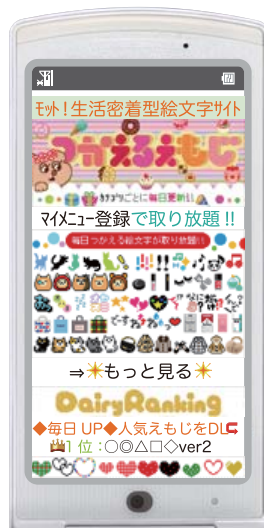 ﾓｯﾄ!生活密着型絵文字ｻｲﾄ
つかえるえもじ
ｶﾃｺﾞﾘごとに毎日更新!!
ﾏｲﾒﾆｭｰ登録で取り放題!!
毎日つかえる絵文字が取り放題!!
⇒もっと見る
DairyRanking
◆毎日UP◆人気えもじをDL
1位:○◎△□◇ver2